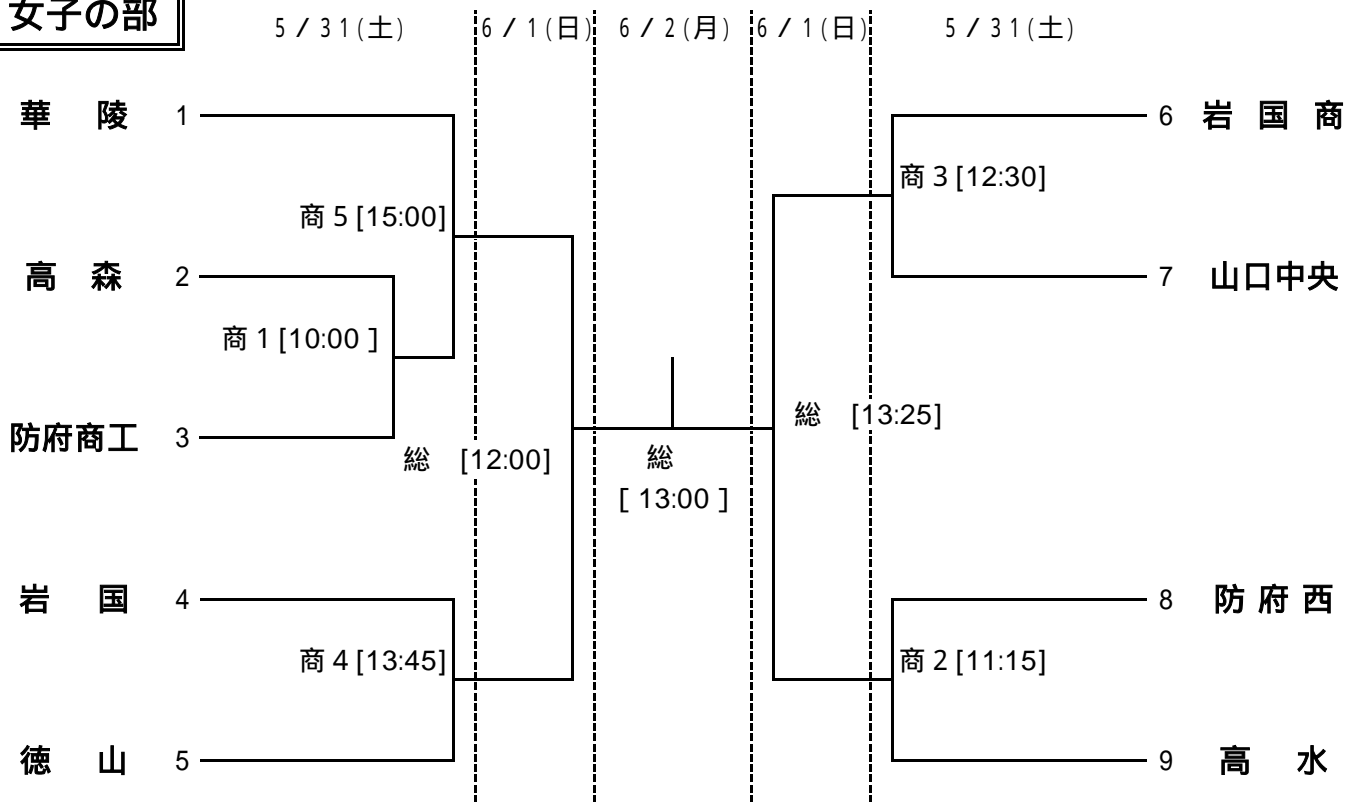 女子の部
5/31(土) 6/1(日) 6/2(月) 6/1(日) 5/31(土)
華 陵 1
6 岩 国 商
商3[12:30]
商5[15:00]
高 森 2
7 山口中央
商1[10:00 ]
総 [13:25]
防府商工 3
総 [12:00]
総
[ 13:00 ]
岩 国 4
8 防 府 西
商4[13:45]
商2[11:15]
徳 山 5
9 高 水